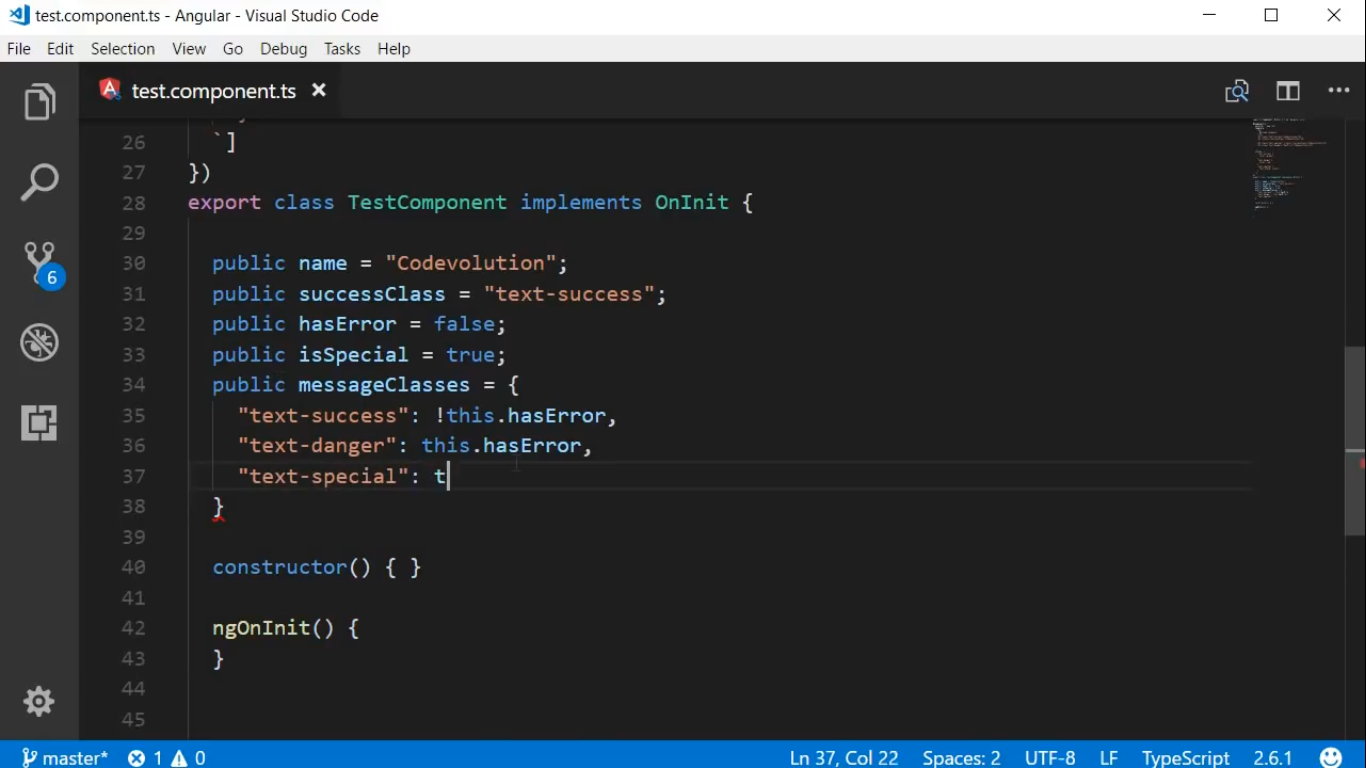 test.component.ts - Angular - Visual Studio Code
File Edit Selection View Go Debug Tasks Help
test.component.ts
26 `]
27 })
28 export class TestComponent implements OnInit {
29
30 public name = "Codevolution";
31 public successClass = "text-success";
32 public hasError = false;
33 public isSpecial = true;
34 public messageClasses = {
35 "text-success": !this.hasError,
36 "text-danger": this.hasError,
37 "text-special": t
38 }
39
40 constructor() { }
41
42 ngOnInit() {
43 }
44
45
6
master* 1 0 Ln 37, Col 22 Spaces: 2 UTF-8 LF TypeScript 2.6.1